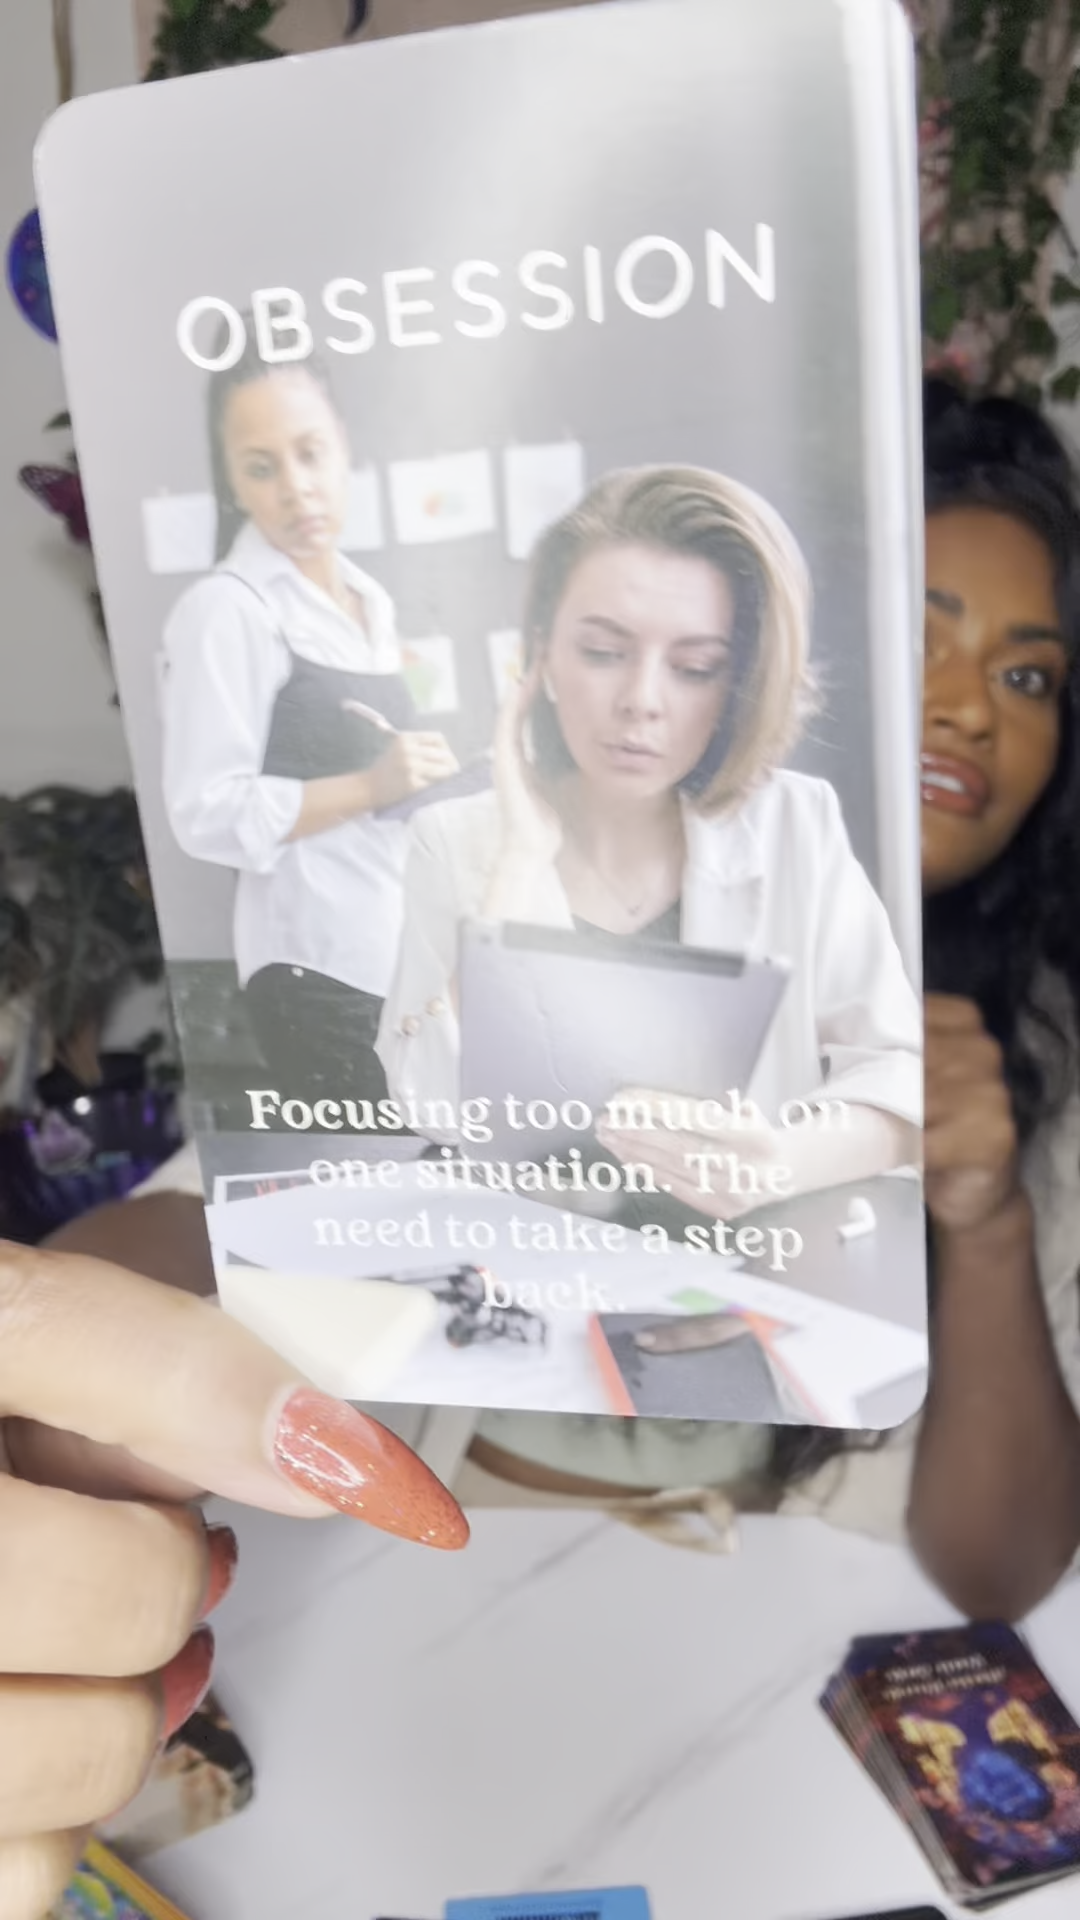 OBSESSION
Focusing too much on
one situation. The
need to take a step
back.